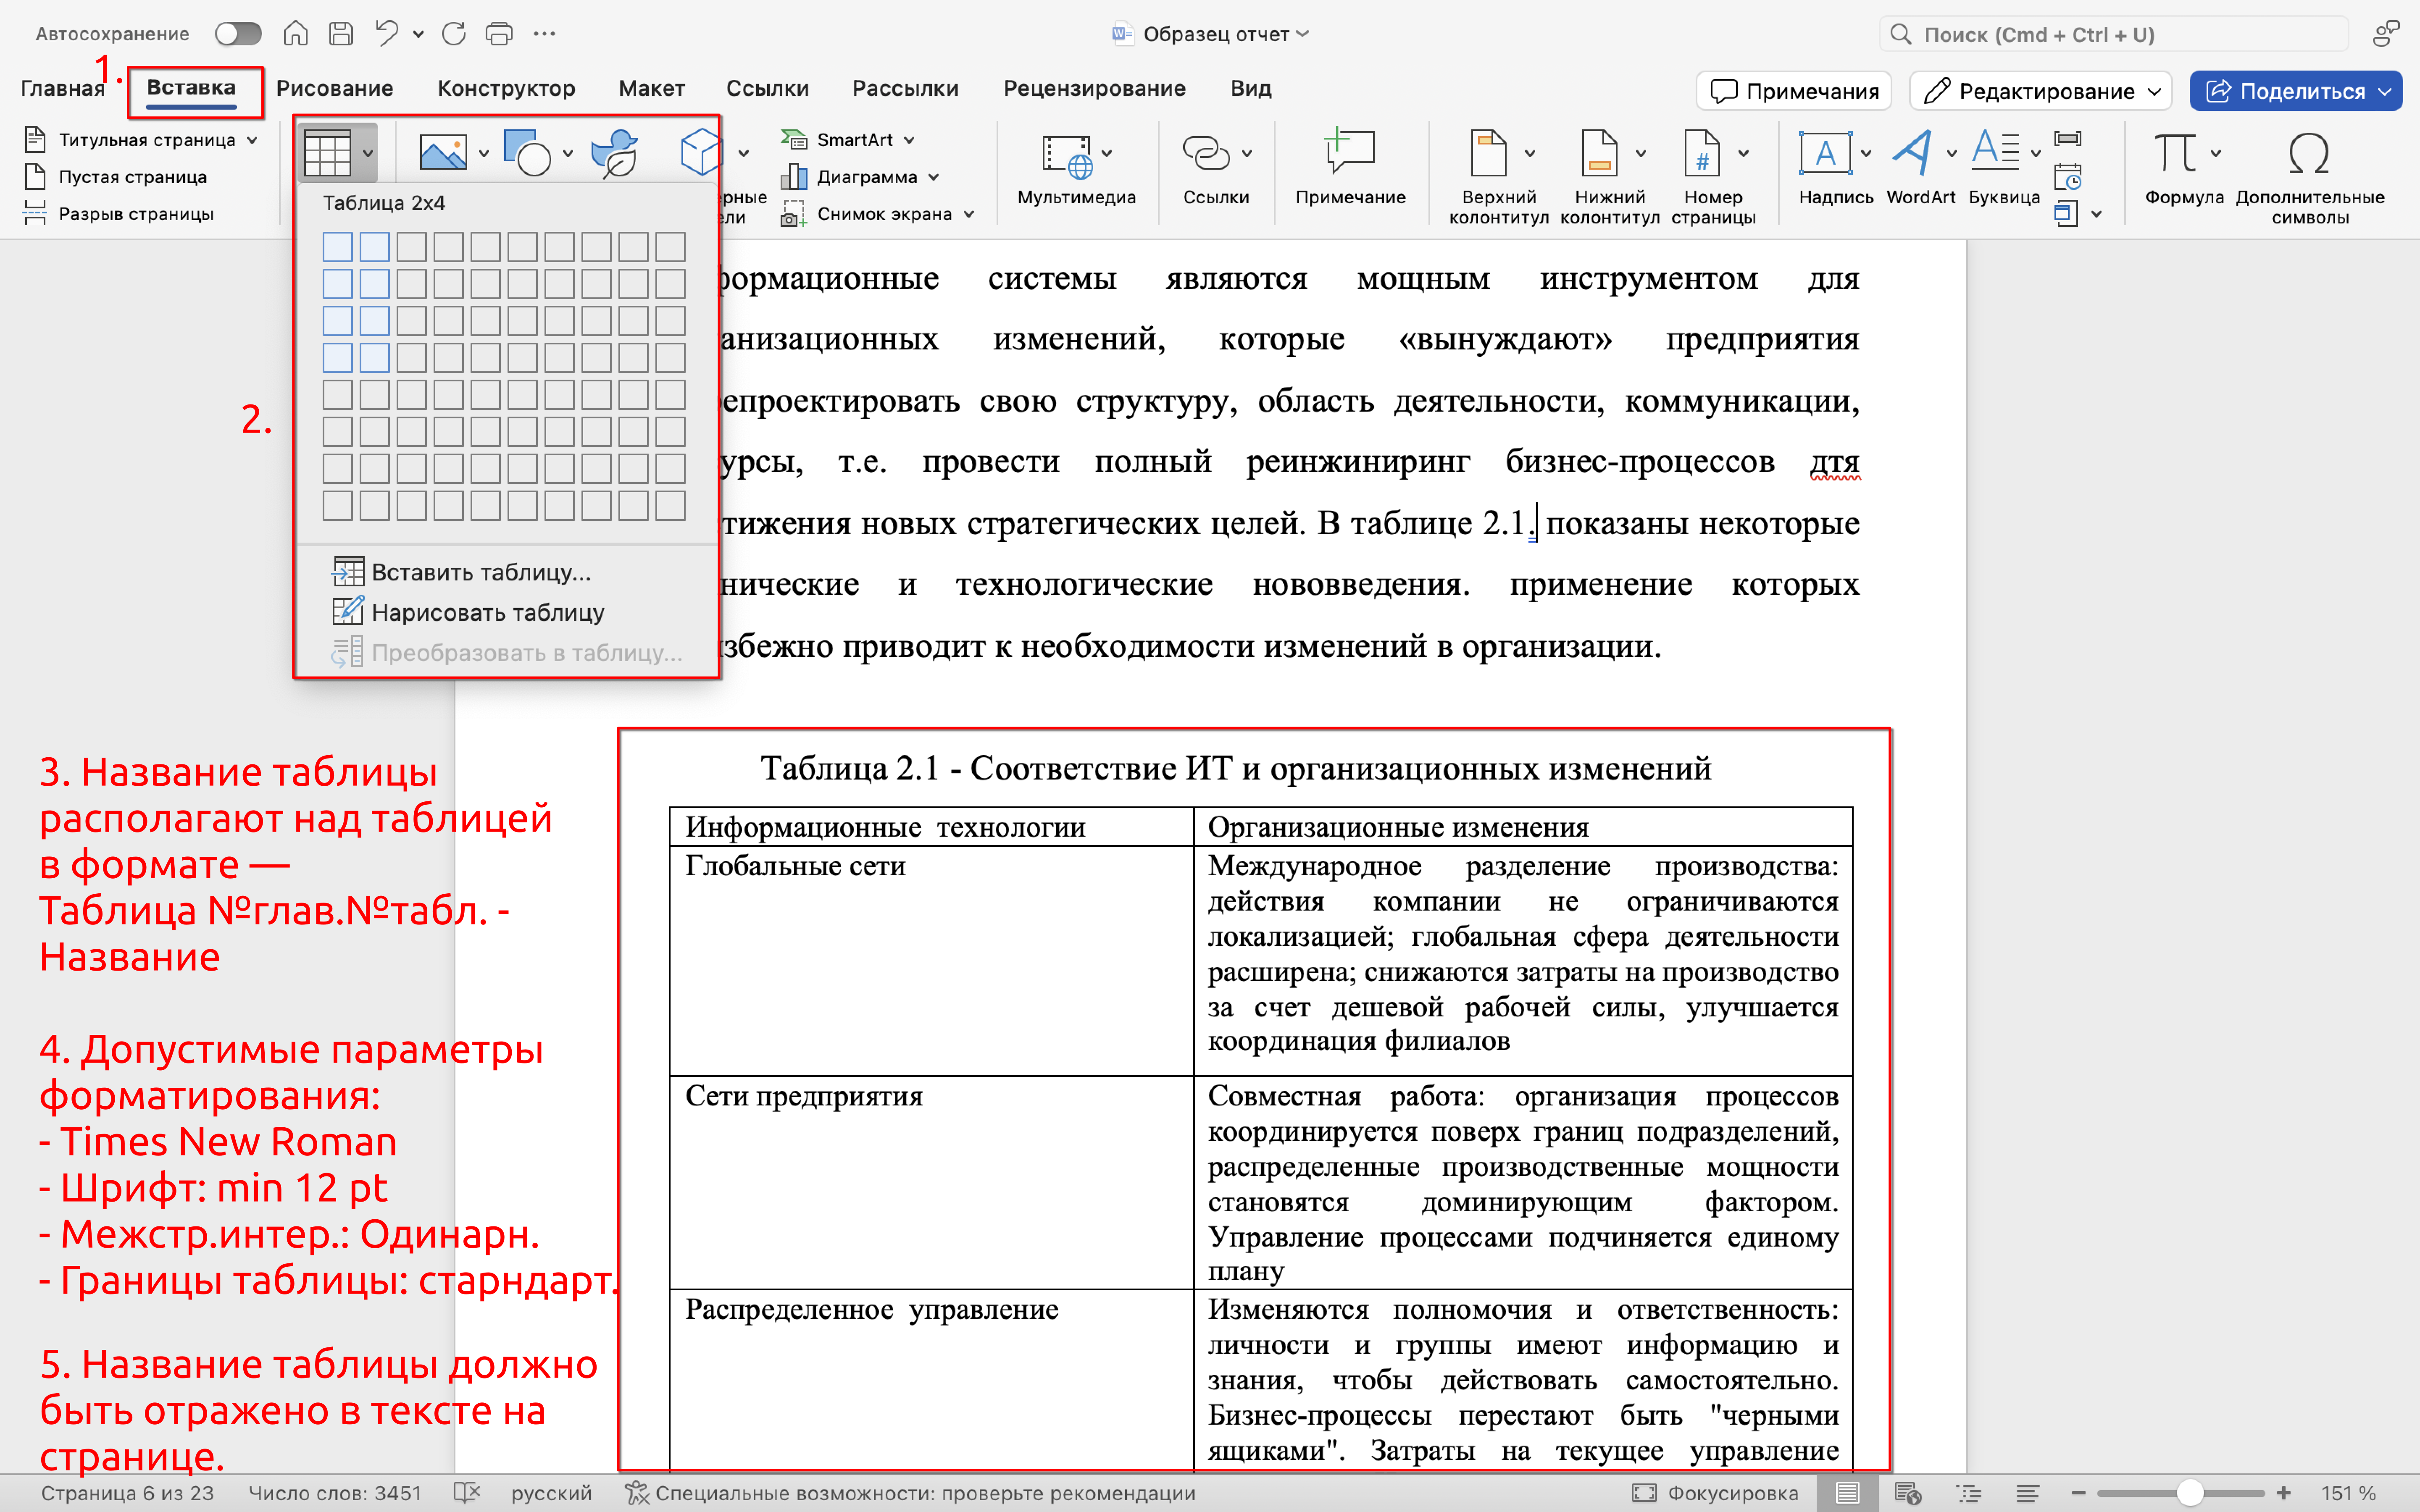 Автосохранение
Образец отчет
Поиск (Cmd + Ctrl + U)
1.
Главная
Вставка
Рисование
Конструктор
Макет
Ссылки
Рассылки
Рецензирование
Вид
Примечания
Редактирование
Поделиться
Титульная страница
Пустая страница
Разрыв страницы
SmartArt
Диаграмма
Снимок экрана
рные
ли
Мультимедиа
Ссылки
Примечание
Верхний
колонтитул
Нижний
колонтитул
Номер
страницы
Надпись
WordArt
Буквица
Формула
Дополнительные
символы
Таблица 2x4
2.
Вставить таблицу...
Нарисовать таблицу
Преобразовать в таблицу...
формационные системы являются мощным инструментом для
анизационных изменений, которые «вынуждают» предприятия
епроектировать свою структуру, область деятельности, коммуникации,
урсы, т.е. провести полный реинжиниринг бизнес-процессов дтя
тижения новых стратегических целей. В таблице 2.1. показаны некоторые
нические и технологические нововведения. применение которых
збежно приводит к необходимости изменений в организации.
3. Название таблицы
располагают над таблицей
в формате —
Таблица №глав.№табл. -
Название
4. Допустимые параметры
форматирования:
- Times New Roman
- Шрифт: min 12 pt
- Межстр.интер.: Одинарн.
- Границы таблицы: старндарт.
5. Название таблицы должно
быть отражено в тексте на
странице.
Таблица 2.1 - Соответствие ИТ и организационных изменений
Информационные технологии
Организационные изменения
Глобальные сети
Международное разделение производства:
действия компании не ограничиваются
локализацией; глобальная сфера деятельности
расширена; снижаются затраты на производство
за счет дешевой рабочей силы, улучшается
координация филиалов
Сети предприятия
Совместная работа: организация процессов
координируется поверх границ подразделений,
распределенные производственные мощности
становятся доминирующим фактором.
Управление процессами подчиняется единому
плану
Распределенное управление
Изменяются полномочия и ответственность:
личности и группы имеют информацию и
знания, чтобы действовать самостоятельно.
Бизнес-процессы перестают быть "черными
ящиками". Затраты на текущее управление
Страница 6 из 23
Число слов: 3451
русский
Специальные возможности: проверьте рекомендации
Фокусировка
151 %